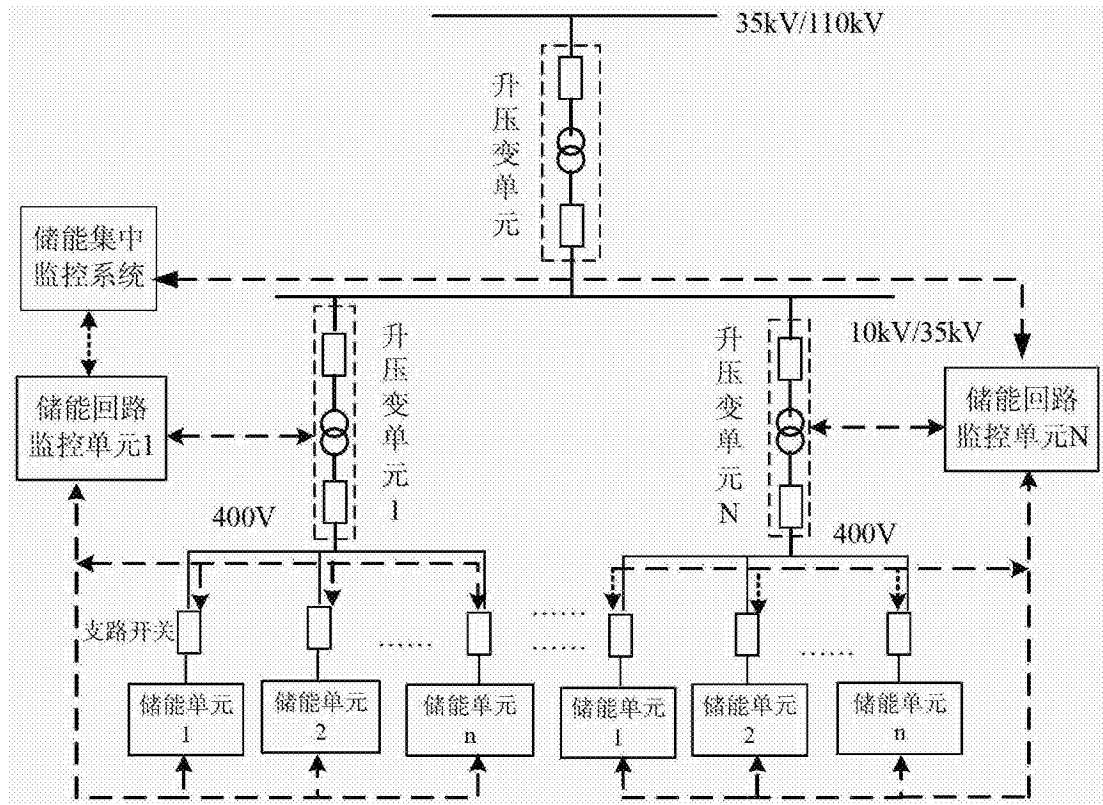 35kV/110kV
升压变单元
储能集中
监控系统
10kV/35kV
升压变单元1
升压变单元N
储能回路
监控单元1
储能回路
监控单元N
400V
400V
支路开关
……
……
……
……
储能单元
1
储能单元
2
储能单元
n
储能单元
1
储能单元
2
储能单元
n